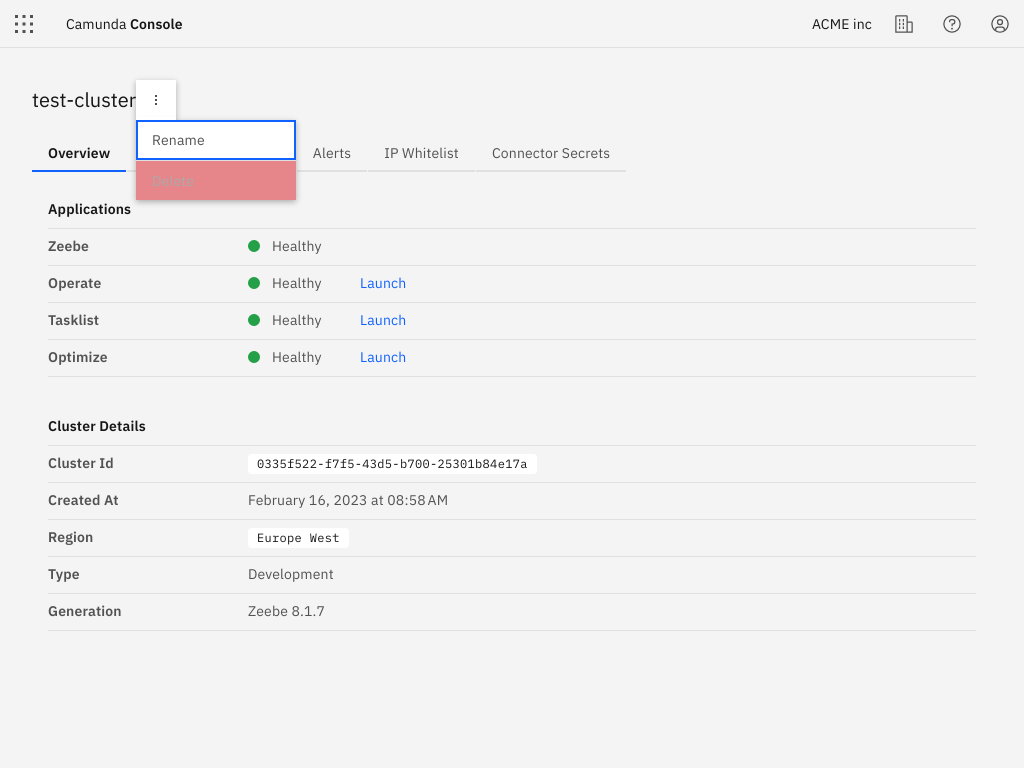 Camunda Console
ACME inc
test-cluster
Rename
Delete
Overview
Alerts
IP Whitelist
Connector Secrets
Applications
Zeebe Healthy
Operate Healthy Launch
Tasklist Healthy Launch
Optimize Healthy Launch
Cluster Details
Cluster Id 0335f522-f7f5-43d5-b700-25301b84e17a
Created At February 16, 2023 at 08:58 AM
Region Europe West
Type Development
Generation Zeebe 8.1.7